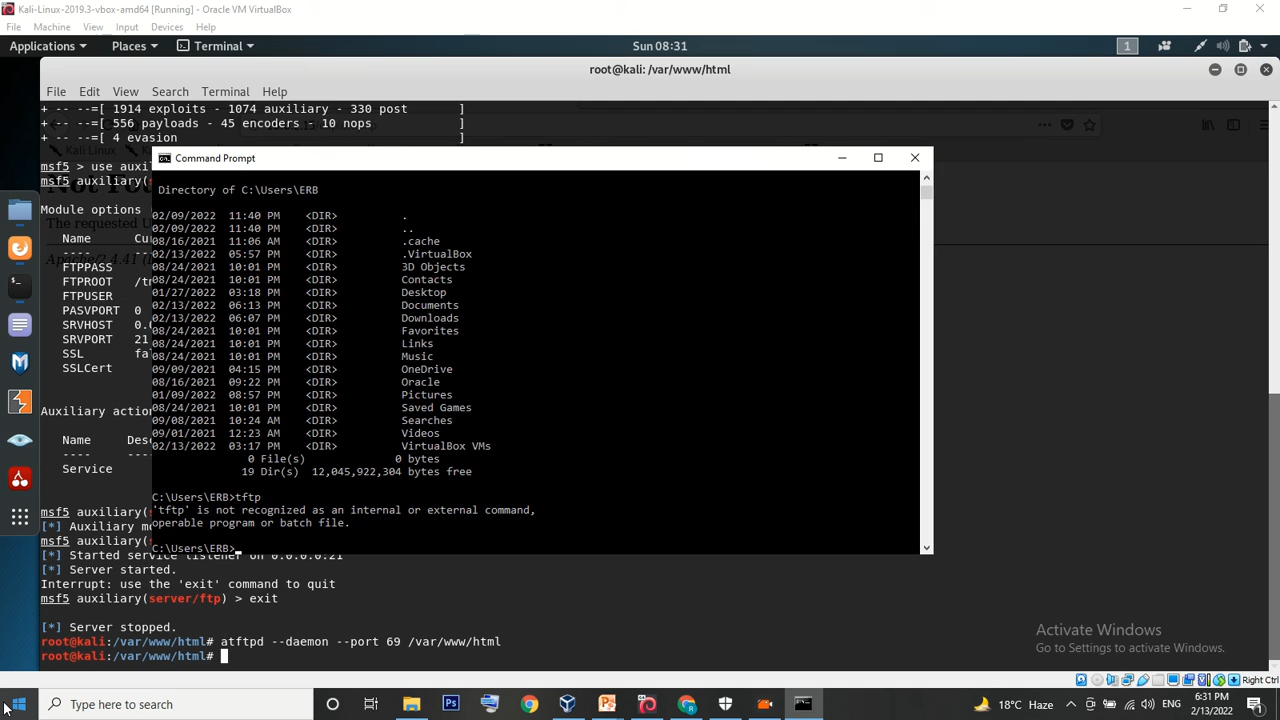 Kali-Linux-2019.3-vbox-amd64 [Running] - Oracle VM VirtualBox
File Machine View Input Devices Help
Applications Places Terminal Sun 08:31 1
root@kali: /var/www/html
File Edit View Search Terminal Help
+ -- --=[ 1914 exploits - 1074 auxiliary - 330 post ]
+ -- --=[ 556 payloads - 45 encoders - 10 nops ]
+ -- --=[ 4 evasion ]
Kali Linux
msf5 > use auxi
msf5 auxiliary(s
Module options (
The requested U
Name Cu
---- --
FTPPASS
FTPROOT /tm
FTPUSER
PASVPORT 0
SRVHOST 0.0
SRVPORT 21
SSL fal
SSLCert
Auxiliary action
Name Des
---- ---
Service
Command Prompt
Directory of C:\Users\ERB
02/09/2022 11:40 PM <DIR> .
02/09/2022 11:40 PM <DIR> ..
08/16/2021 11:06 AM <DIR> .cache
02/13/2022 05:57 PM <DIR> .VirtualBox
08/24/2021 10:01 PM <DIR> 3D Objects
08/24/2021 10:01 PM <DIR> Contacts
01/27/2022 03:18 PM <DIR> Desktop
02/13/2022 06:13 PM <DIR> Documents
02/13/2022 06:07 PM <DIR> Downloads
08/24/2021 10:01 PM <DIR> Favorites
08/24/2021 10:01 PM <DIR> Links
08/24/2021 10:01 PM <DIR> Music
09/09/2021 04:15 PM <DIR> OneDrive
08/16/2021 09:22 PM <DIR> Oracle
01/09/2022 08:57 PM <DIR> Pictures
08/24/2021 10:01 PM <DIR> Saved Games
09/08/2021 10:24 AM <DIR> Searches
09/01/2021 12:23 AM <DIR> Videos
02/13/2022 03:17 PM <DIR> VirtualBox VMs
0 File(s) 0 bytes
19 Dir(s) 12,045,922,304 bytes free
C:\Users\ERB>tftp
'tftp' is not recognized as an internal or external command,
operable program or batch file.
C:\Users\ERB>
msf5 auxiliary(s
[*] Auxiliary mo
msf5 auxiliary(s
[*] Started service listener on 0.0.0.0:21
[*] Server started.
Interrupt: use the 'exit' command to quit
msf5 auxiliary(server/ftp) > exit
[*] Server stopped.
root@kali:/var/www/html# atftpd --daemon --port 69 /var/www/html
root@kali:/var/www/html#
Activate Windows
Go to Settings to activate Windows.
Right Ctrl
Type here to search
18°C Haze
ENG
6:31 PM
2/13/2022